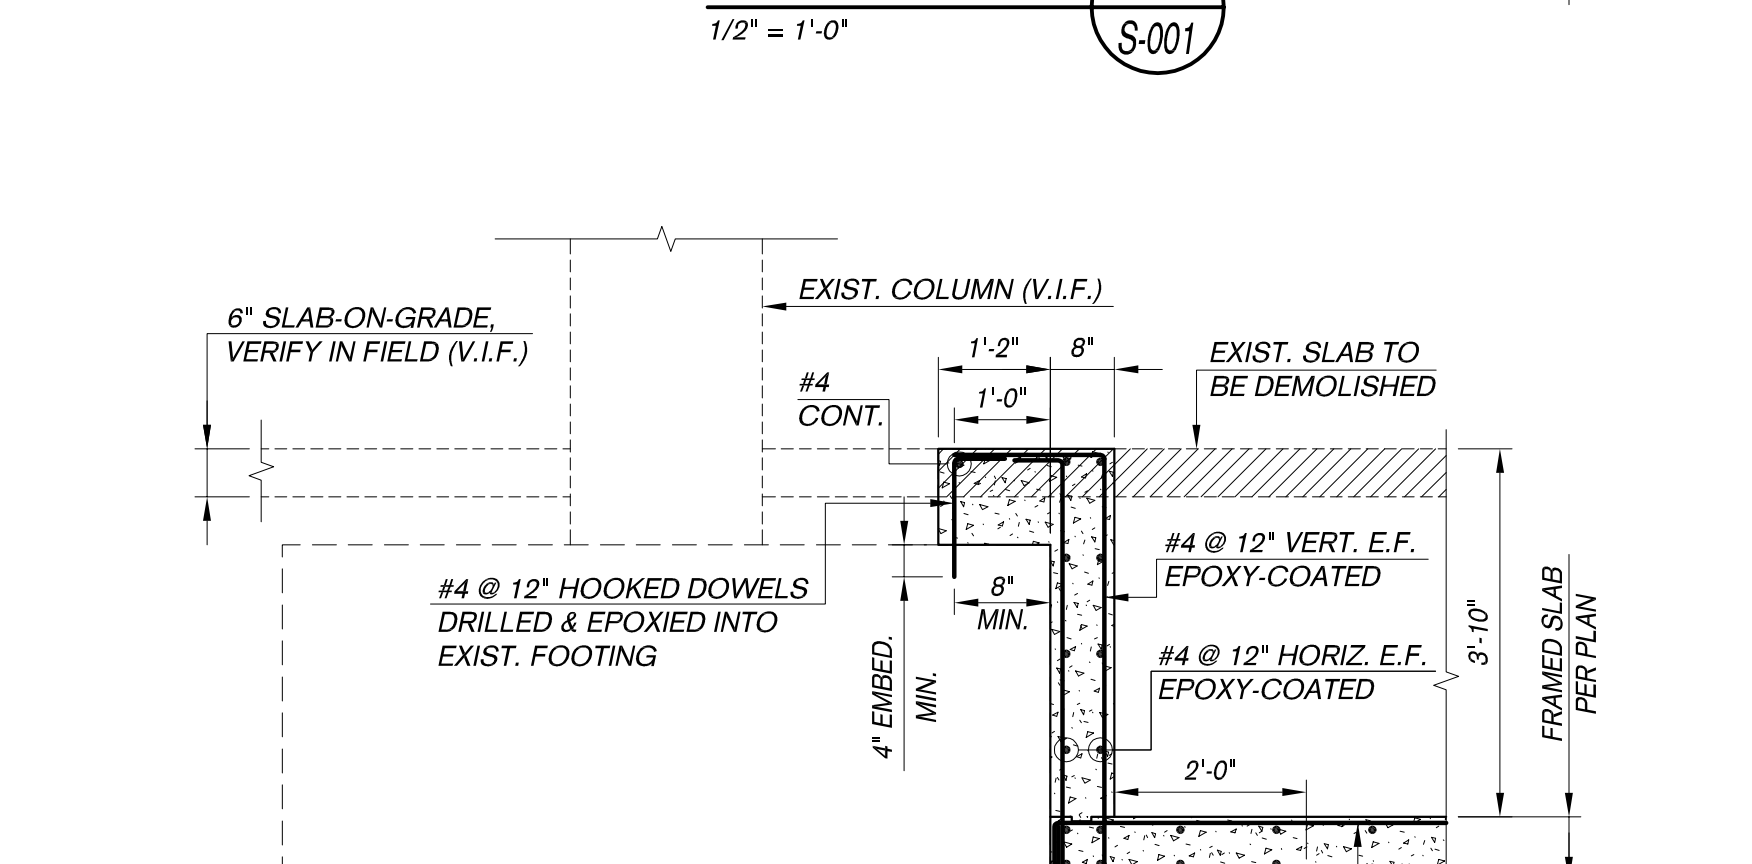 1/2" = 1'-0"
S-001
EXIST. COLUMN (V.I.F.)
6" SLAB-ON-GRADE,
VERIFY IN FIELD (V.I.F.)
1'-2"
8"
EXIST. SLAB TO
BE DEMOLISHED
#4
CONT.
1'-0"
#4 @ 12" VERT. E.F.
EPOXY-COATED
#4 @ 12" HOOKED DOWELS
DRILLED & EPOXIED INTO
EXIST. FOOTING
8"
MIN.
4" EMBED.
MIN.
#4 @ 12" HORIZ. E.F.
EPOXY-COATED
3'-10"
FRAMED SLAB
PER PLAN
2'-0"